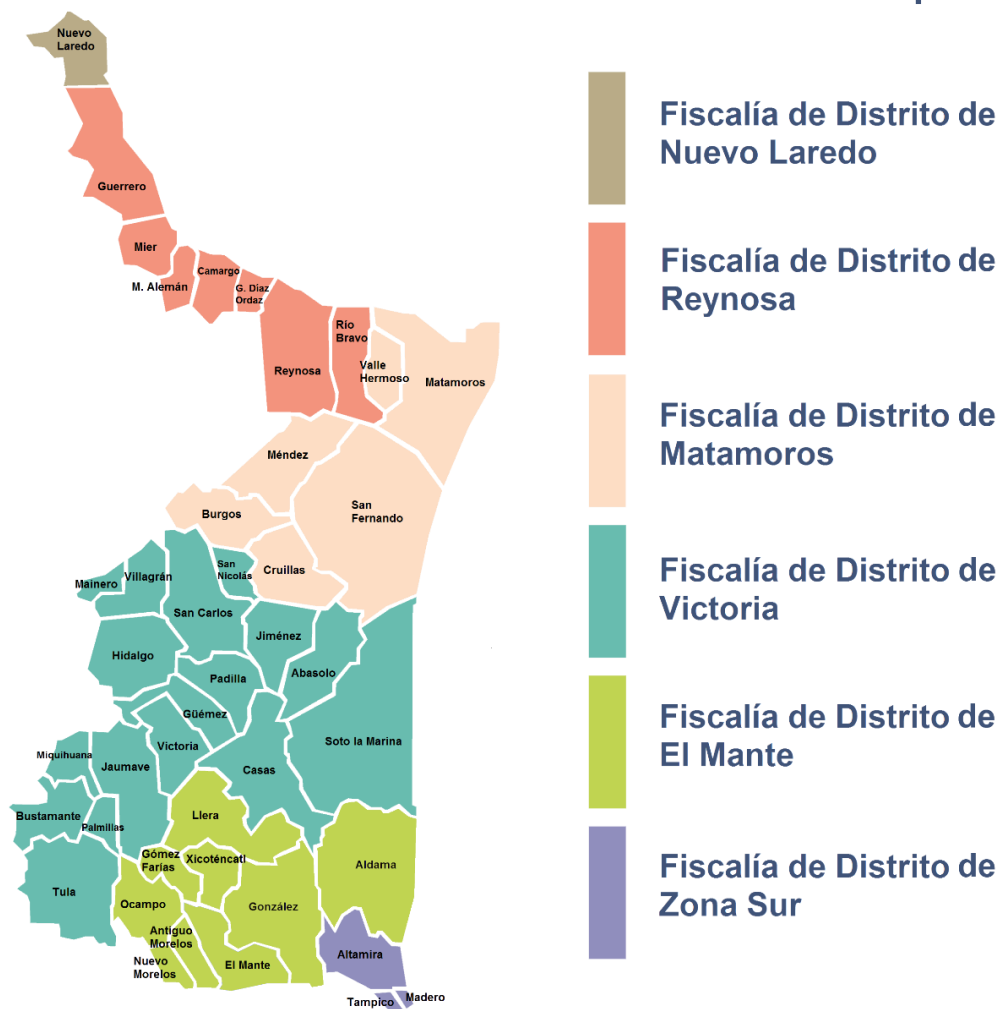 Nuevo
Laredo
Guerrero
Mier
M. Alemán
Camargo
G. Díaz
Ordaz
Reynosa
Río
Bravo
Valle
Hermoso
Matamoros
Méndez
Burgos
San
Fernando
Cruillas
San
Nicolás
Mainero
Villagrán
San Carlos
Jiménez
Hidalgo
Abasolo
Padilla
Güémez
Victoria
Soto la Marina
Miquihuana
Jaumave
Casas
Bustamante
Palmillas
Llera
Gómez
Farías
Xicoténcatl
Aldama
Tula
Ocampo
González
Antiguo
Morelos
Nuevo
Morelos
El Mante
Altamira
Tampico
Madero
Fiscalía de Distrito de
Nuevo Laredo
Fiscalía de Distrito de
Reynosa
Fiscalía de Distrito de
Matamoros
Fiscalía de Distrito de
Victoria
Fiscalía de Distrito de
El Mante
Fiscalía de Distrito de
Zona Sur